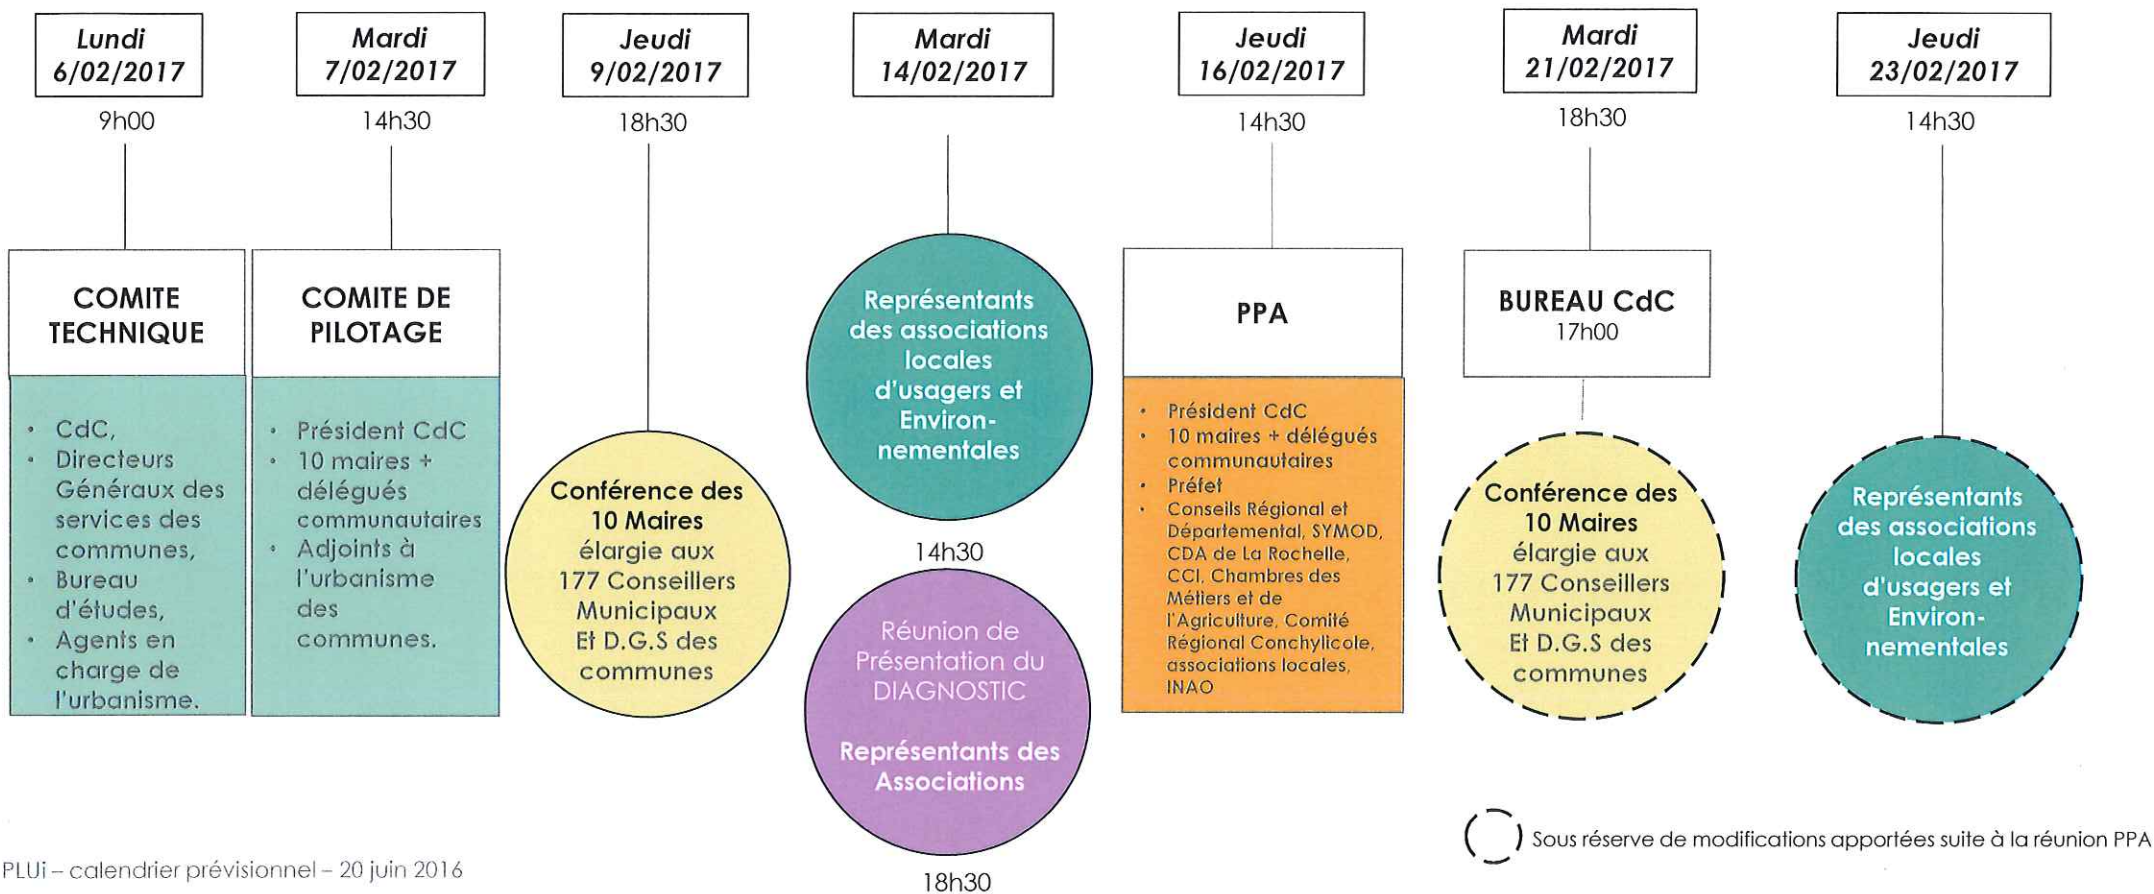 Lundi
6/02/2017
9h00
COMITE
TECHNIQUE
• CdC,
• Directeurs
Généraux des
services des
communes,
• Bureau
d'études,
• Agents en
charge de
l'urbanisme.
Mardi
7/02/2017
14h30
COMITE DE
PILOTAGE
• Président CdC
• 10 maires +
délégués
communautaires
• Adjoints à
l'urbanisme
des
communes.
Jeudi
9/02/2017
18h30
Conférence des
10 Maires
élargie aux
177 Conseillers
Municipaux
Et D.G.S des
communes
Mardi
14/02/2017
Représentants
des associations
locales
d'usagers et
Environ-
nementales
14h30
Réunion de
Présentation du
DIAGNOSTIC
Représentants des
Associations
18h30
Jeudi
16/02/2017
14h30
PPA
• Président CdC
• 10 maires + délégués
communautaires
• Préfet
• Conseils Régional et
Départemental, SYMOD,
CDA de La Rochelle,
CCI, Chambres des
Métiers et de
l'Agriculture, Comité
Régional Conchylicole,
associations locales,
INAO
Mardi
21/02/2017
18h30
BUREAU CdC
17h00
Conférence des
10 Maires
élargie aux
177 Conseillers
Municipaux
Et D.G.S des
communes
Jeudi
23/02/2017
14h30
Représentants
des associations
locales
d'usagers et
Environ-
nementales
Sous réserve de modifications apportées suite à la réunion PPA
PLUi – calendrier prévisionnel – 20 juin 2016